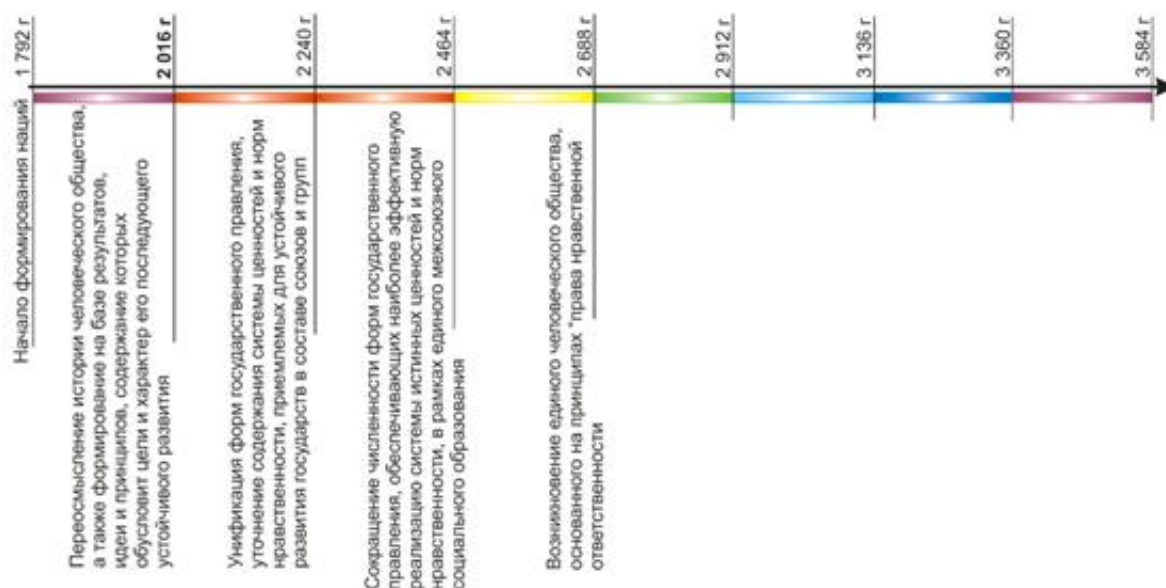 1 792 г
2 016 г
2 240 г
2 464 г
2 688 г
2 912 г
3 136 г
3 360 г
3 584 г
Начало формирования наций
Переосмысление истории человеческого общества,
а также формирование на базе результатов,
идеи и принципов, содержание которых
обусловит цели и характер его последующего
устойчивого развития
Унификация форм государственного правления,
уточнение содержания системы ценностей и норм
нравственности, приемлемых для устойчивого
развития государств в составе союзов и групп
Сокращение численности форм государственного
правления, обеспечивающих наиболее эффективную
реализацию системы истинных ценностей и норм
нравственности, в рамках единого межсоюзного
социального образования
Возникновение единого человеческого общества,
основанного на принципах "права нравственной
ответственности